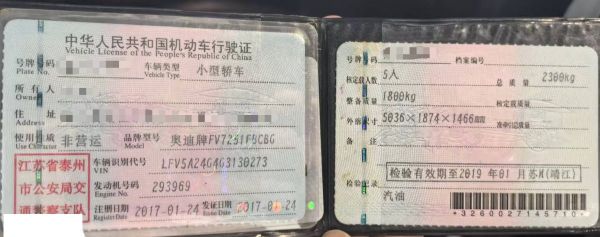 中华人民共和国机动车行驶证
Vehicle License of the People's Republic of China
号牌号码
Plate No.
车辆类型
Vehicle Type
小型轿车
所有人
Owner
住址
Address
使用性质
Use Character
非营运
品牌型号
Model
奥迪牌FV7281FBCBG
江苏省泰州
市公安局交
通警察支队
车辆识别代号
VIN
LFV5A24G4G3130273
发动机号码
Engine No.
293969
注册日期
Register Date
2017-01-24
发证日期
Issue Date
2017-01-24
号牌号码
档案编号
核定载人数
5人
总质量
2300kg
整备质量
1800kg
核定载质量
外廓尺寸
5036×1874×1466
准牵引总质量
备注
检验记录
检验有效期至2019年01月苏M(靖江)
汽油
*3260027145710*